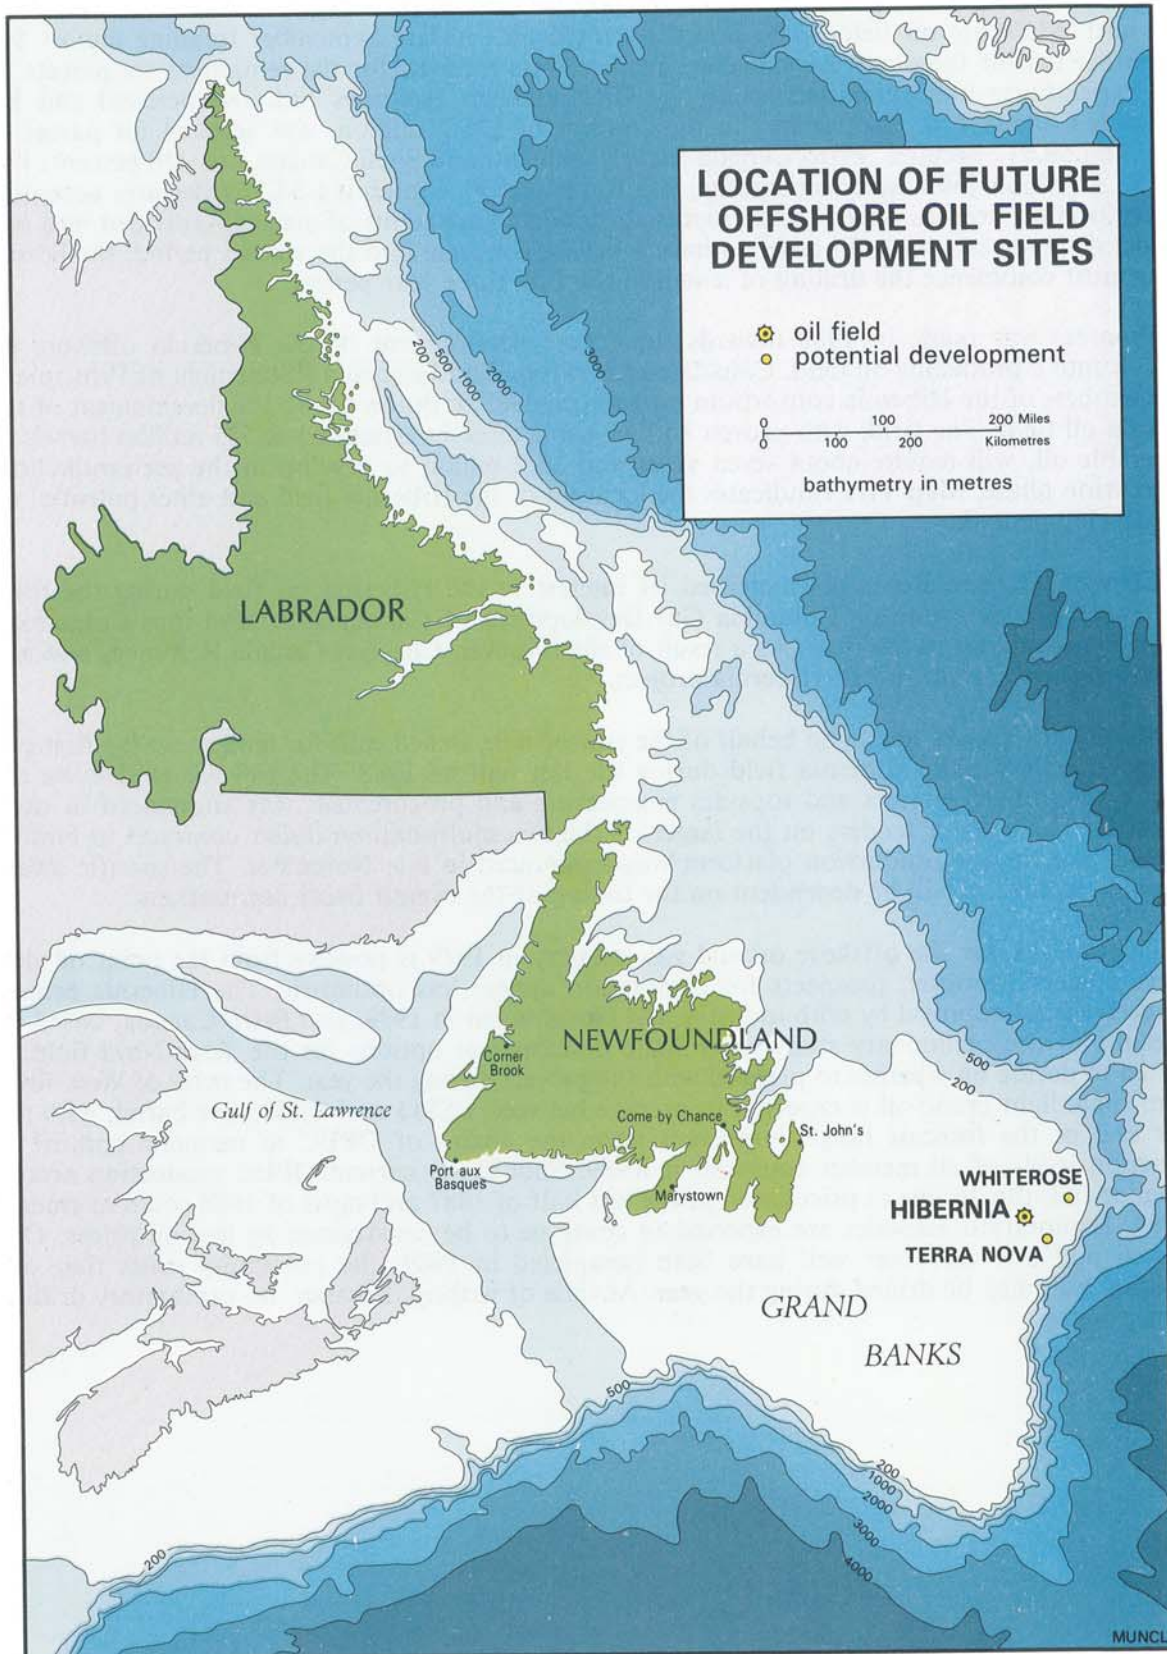 LOCATION OF FUTURE
OFFSHORE OIL FIELD
DEVELOPMENT SITES
oil field
potential development
0 100 200 Miles
0 100 200 Kilometres
bathymetry in metres
200
500
1000
2000
3000
LABRADOR
NEWFOUNDLAND
Corner
Brook
Gulf of St. Lawrence
Come by Chance
St. John's
Port aux
Basques
Marystown
500
200
WHITEROSE
HIBERNIA
TERRA NOVA
GRAND
BANKS
500
200
1000
2000
3000
4000
200
MUNCL